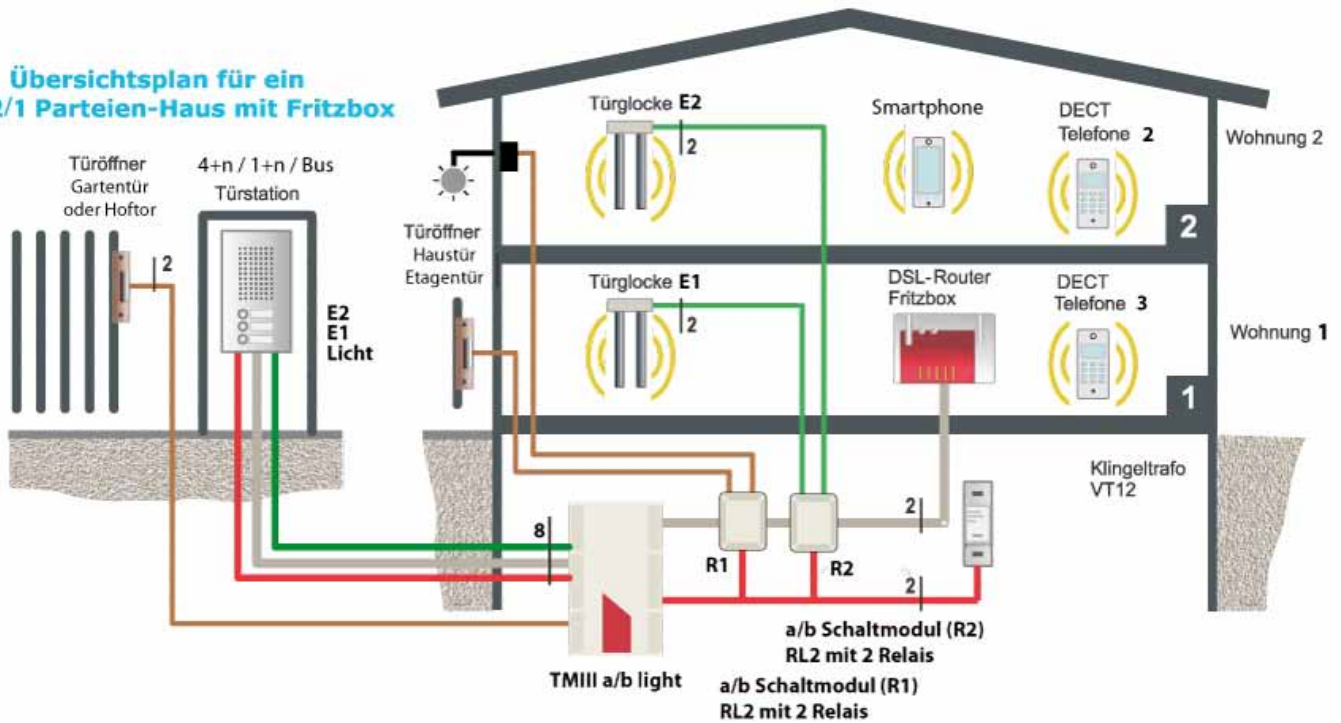 Übersichtsplan für ein
2/1 Parteien-Haus mit Fritzbox
Türöffner
Gartentür
oder Hoftor
2
4+n / 1+n / Bus
Türstation
E2
E1
Licht
Türöffner
Haustür
Etagentür
Türglocke E2
2
Smartphone
DECT
Telefone 2
Wohnung 2
2
Türglocke E1
2
DSL-Router
Fritzbox
DECT
Telefone 3
Wohnung 1
1
Klingeltrafo
VT12
8
R1
R2
2
2
TMIII a/b light
a/b Schaltmodul (R2)
RL2 mit 2 Relais
a/b Schaltmodul (R1)
RL2 mit 2 Relais